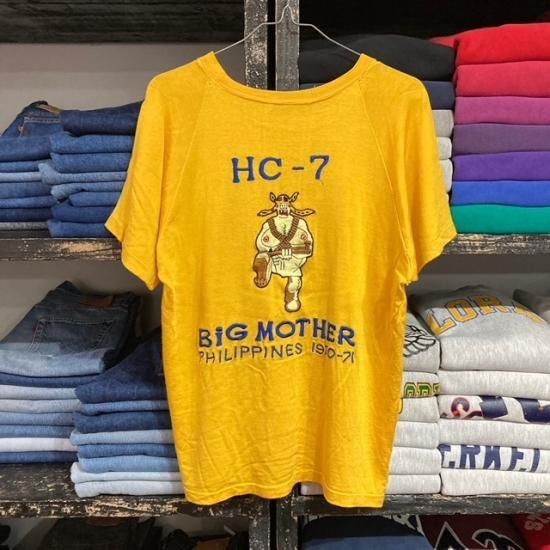 HC-7
BiG MOTHER
PHILIPPINES 1970-71